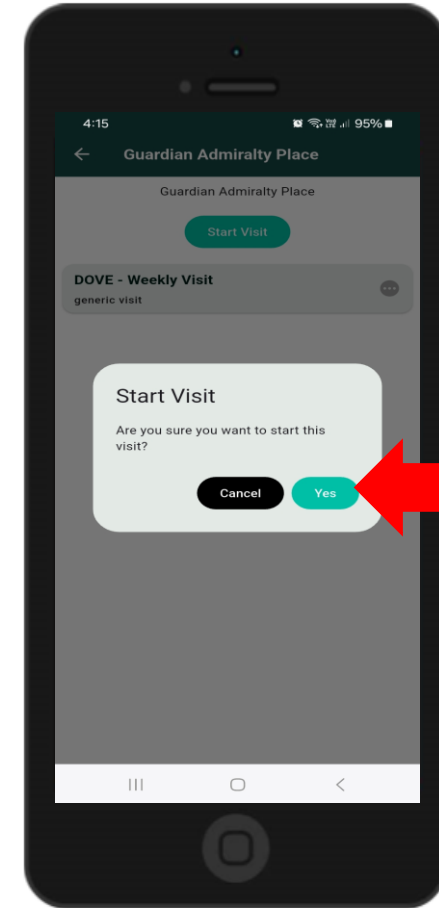 4:15 95%
Guardian Admiralty Place
Guardian Admiralty Place
Start Visit
DOVE - Weekly Visit
generic visit
Start Visit
Are you sure you want to start this
visit?
Cancel Yes